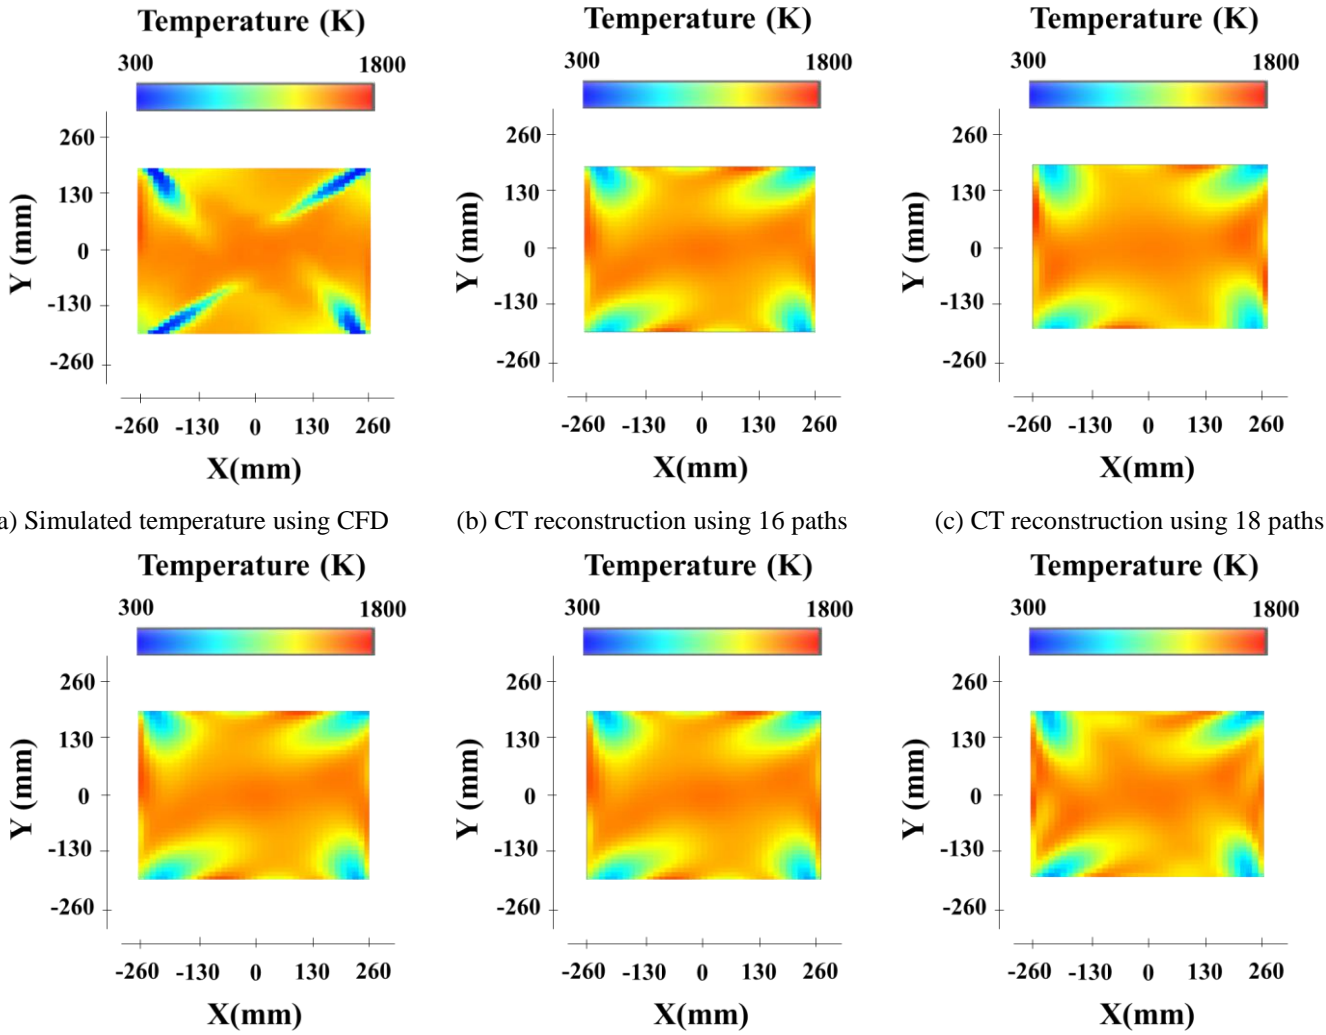 Temperature (K) Temperature (K) Temperature (K)
300 1800 300 1800 300 1800
260 260 260
130 130 130
0 0 0
-130 -130 -130
-260 -260 -260
Y (mm) Y (mm) Y (mm)
-260 -130 0 130 260 -260 -130 0 130 260 -260 -130 0 130 260
X(mm) X(mm) X(mm)
a) Simulated temperature using CFD (b) CT reconstruction using 16 paths (c) CT reconstruction using 18 paths
Temperature (K) Temperature (K) Temperature (K)
300 1800 300 1800 300 1800
260 260 260
130 130 130
0 0 0
-130 -130 -130
-260 -260 -260
Y (mm) Y (mm) Y (mm)
-260 -130 0 130 260 -260 -130 0 130 260 -260 -130 0 130 260
X(mm) X(mm) X(mm)